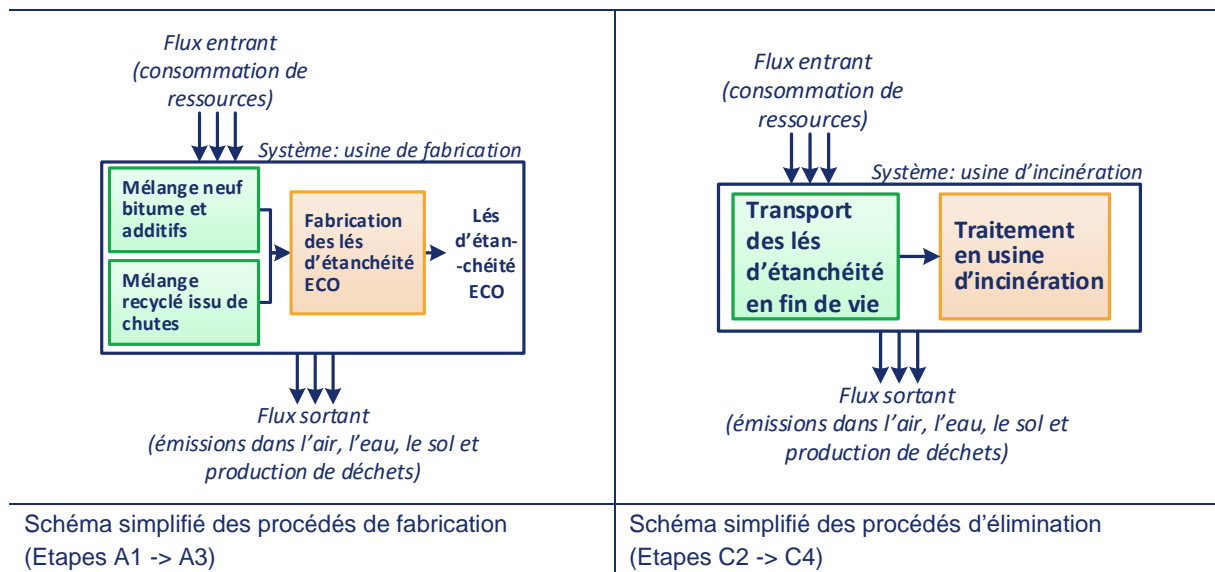 Flux entrant
(consommation de
ressources)
Système: usine de fabrication
Mélange neuf
bitume et
additifs
Mélange
recyclé issu de
chutes
Fabrication
des lés
d'étanchéité
ECO
Lés
d'étan-
-chéité
ECO
Flux sortant
(émissions dans l'air, l'eau, le sol et
production de déchets)
Schéma simplifié des procédés de fabrication
(Etapes A1 -> A3)
Flux entrant
(consommation de
ressources)
Système: usine d'incinération
Transport
des lés
d'étanchéité
en fin de vie
Traitement
en usine
d'incinération
Flux sortant
(émissions dans l'air, l'eau, le sol et
production de déchets)
Schéma simplifié des procédés d'élimination
(Etapes C2 -> C4)